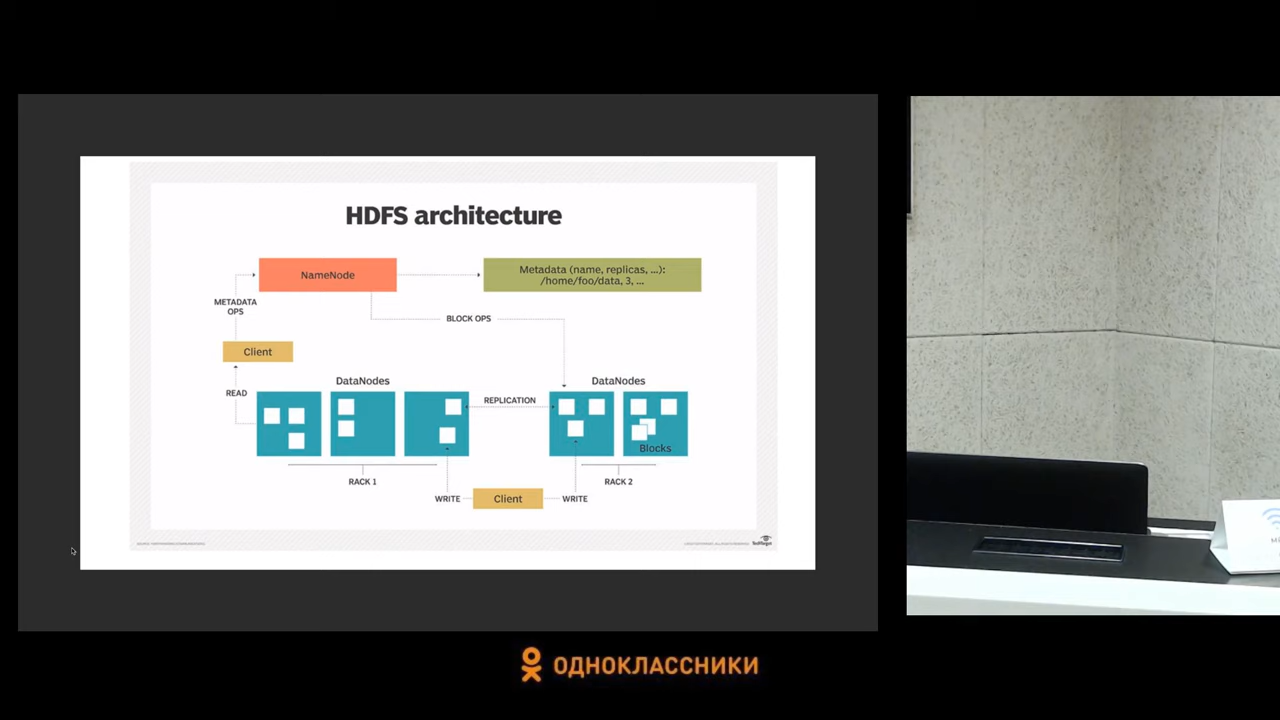 HDFS architecture
NameNode
Metadata (name, replicas, ...):
/home/foo/data, 3, ...
METADATA
OPS
BLOCK OPS
Client
DataNodes
DataNodes
READ
REPLICATION
Blocks
RACK 1
RACK 2
WRITE
Client
WRITE
TechTarget
ОДНОКЛАССНИКИ